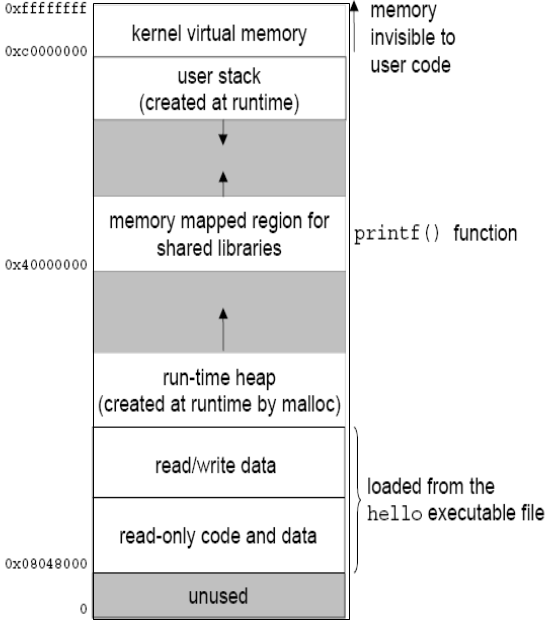 0xffffffff
kernel virtual memory
memory
invisible to
user code
0xc0000000
user stack
(created at runtime)
memory mapped region for
shared libraries
printf() function
0x40000000
run-time heap
(created at runtime by malloc)
read/write data
loaded from the
hello executable file
read-only code and data
0x08048000
unused
0